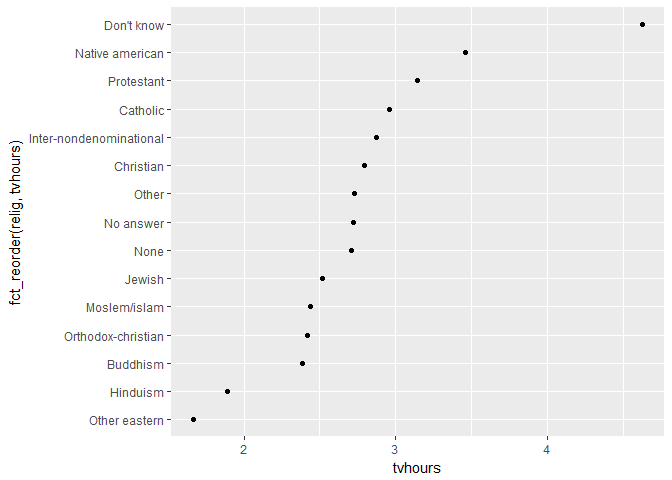 Don't know
Native american
Protestant
Catholic
Inter-nondenominational
Christian
Other
No answer
None
Jewish
Moslem/islam
Orthodox-christian
Buddhism
Hinduism
Other eastern
fct_reorder(relig, tvhours)
2 3 4
tvhours